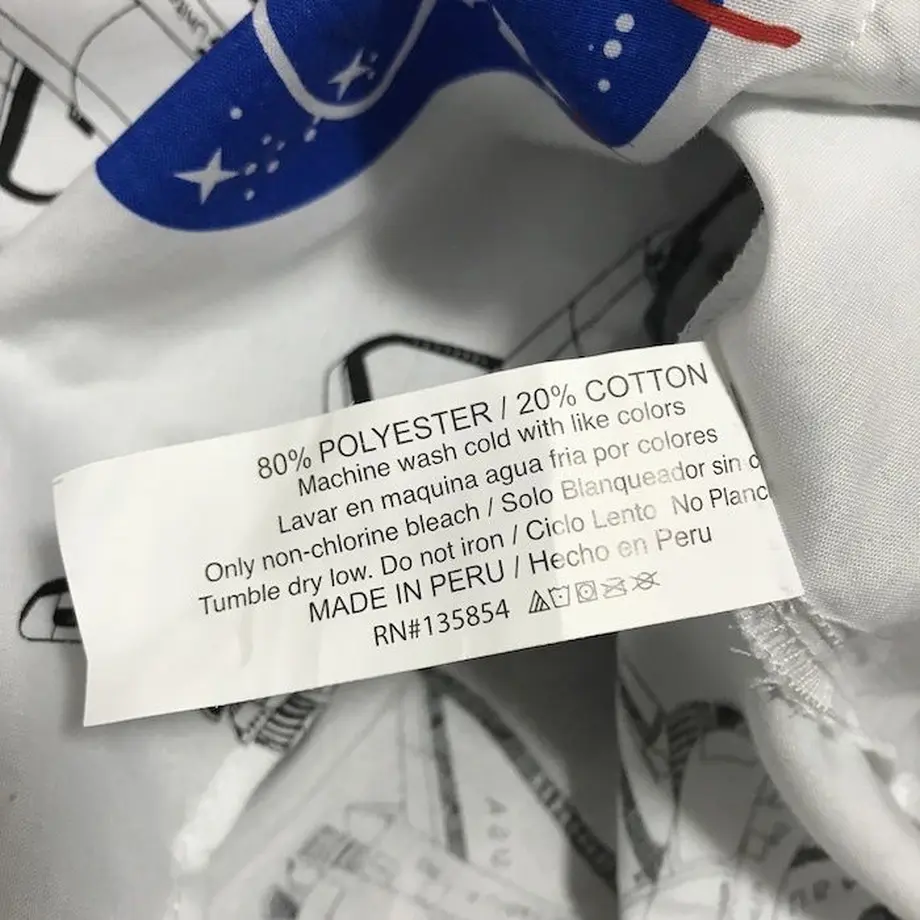 80% POLYESTER / 20% COTTON
Machine wash cold with like colors
Lavar en maquina agua fria por colores
Only non-chlorine bleach / Solo Blanqueador sin c
Tumble dry low. Do not iron / Ciclo Lento No Planc
MADE IN PERU / Hecho en Peru
RN#135854